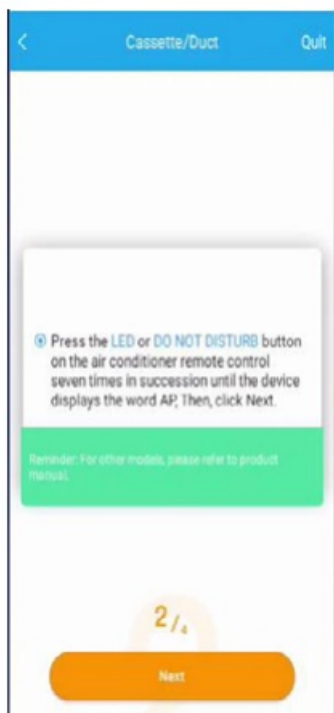 Cassette/Duct Quit
Press the LED or DO NOT DISTURB button
on the air conditioner remote control
seven times in succession until the device
displays the word AP, Then, click Next.
Reminder: For other models, please refer to product
manual.
2/4
Next